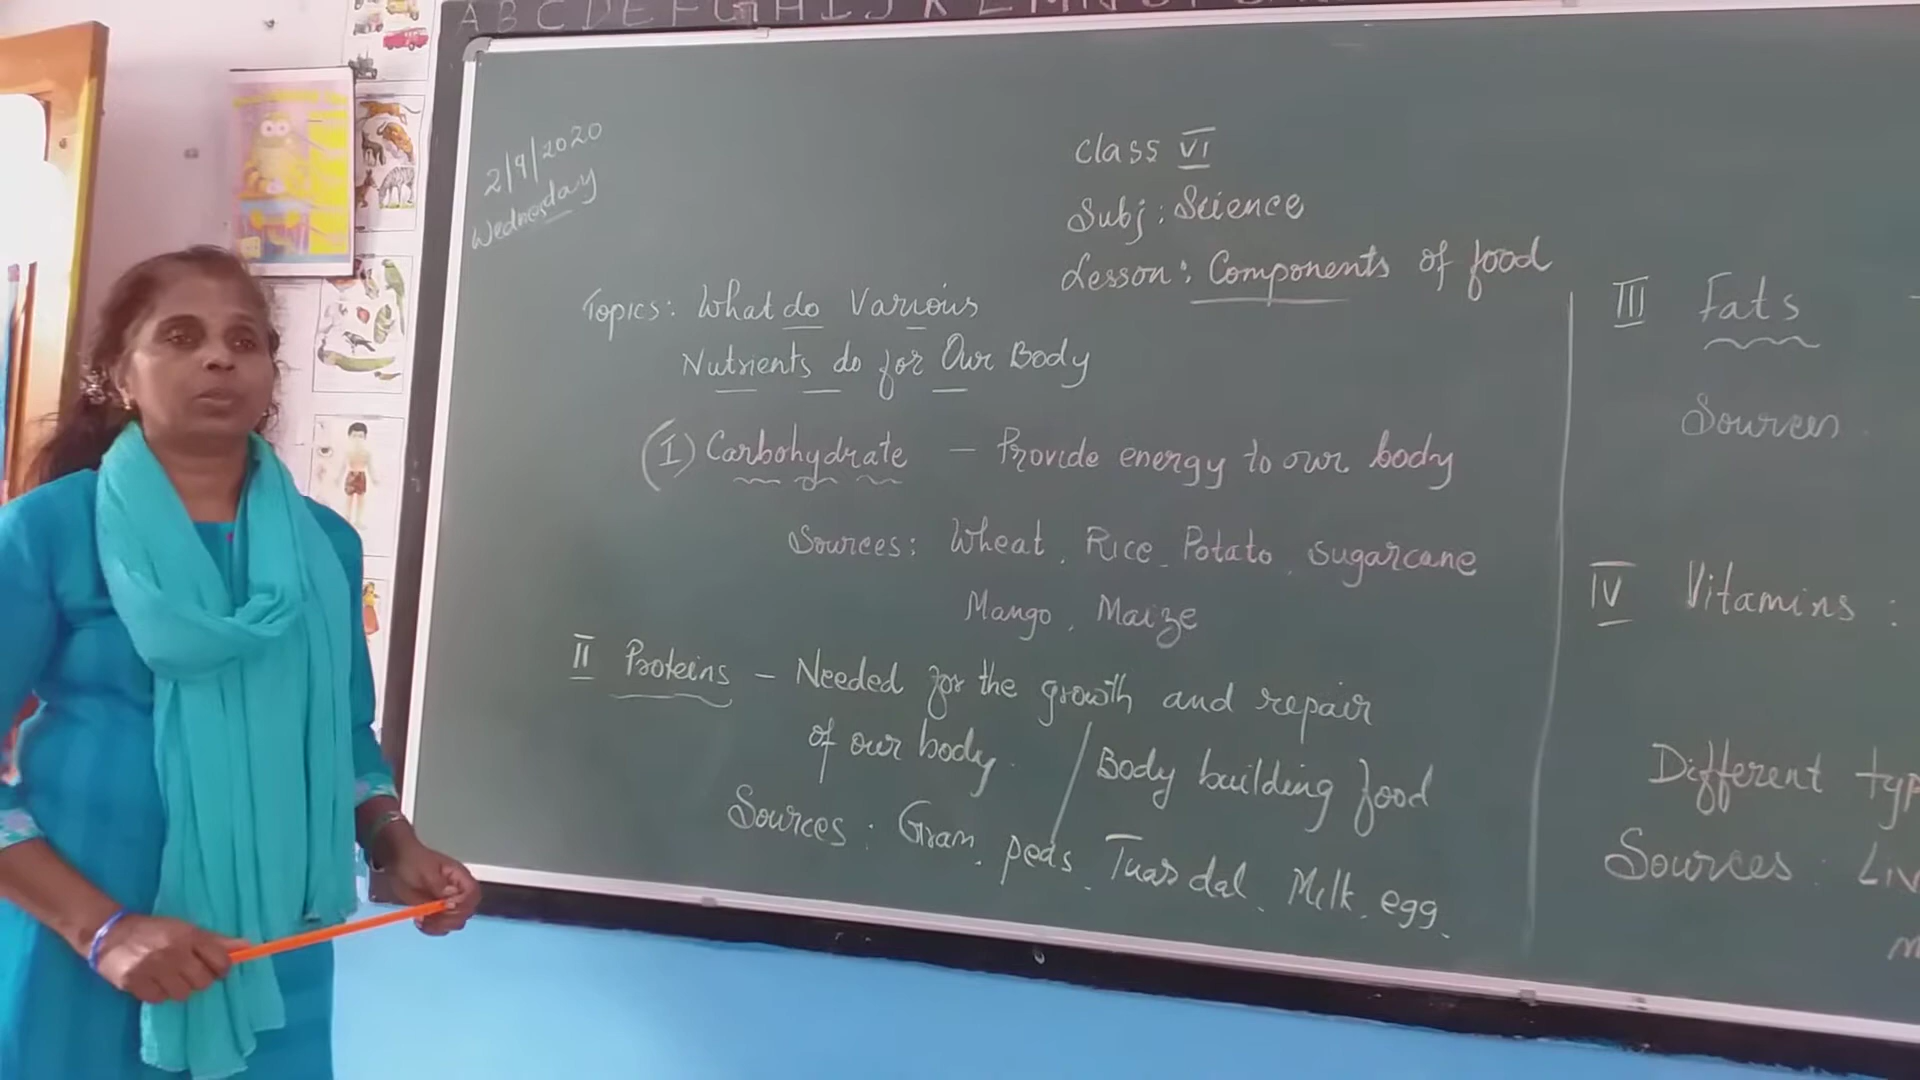 A B C D E F G H I J K L M N
2/9/2020
Wednesday
Class VI
Subj : Science
Lesson : Components of food
Topics : What do Various
Nutrients do for Our Body
(I) Carbohydrate – Provide energy to our body
Sources : Wheat, Rice, Potato, Sugarcane
Mango, Maize
II Proteins – Needed for the growth and repair
of our body. / Body building food
Sources : Gram, peas, Tuar dal, Milk, egg.
III Fats
Sources
IV Vitamins :
Different typ
Sources : Liv